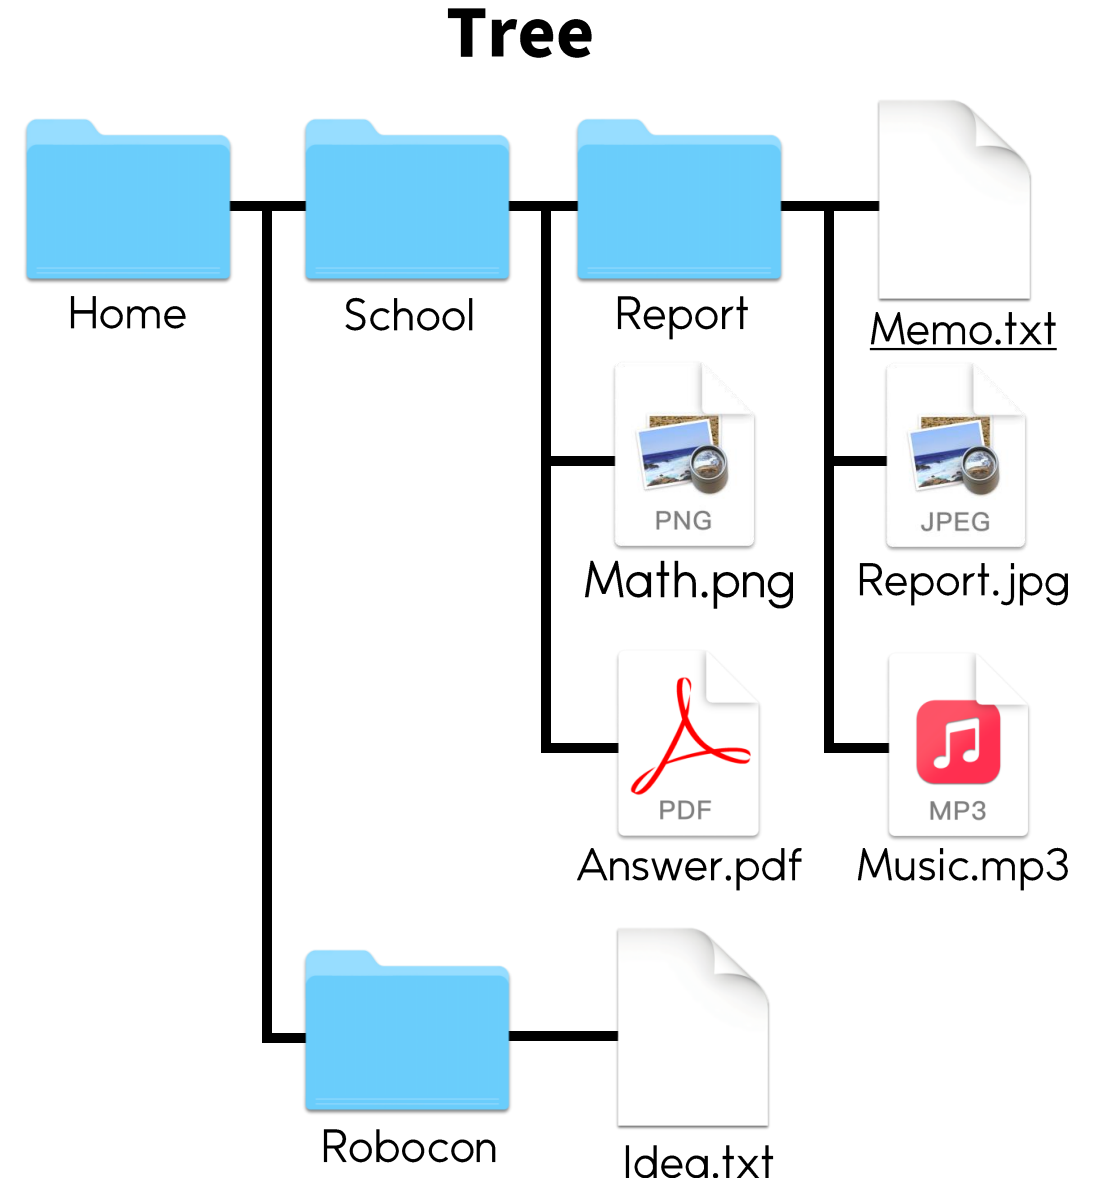 Tree
Home
School
Report
Memo.txt
PNG
JPEG
Math.png
Report.jpg
PDF
MP3
Answer.pdf
Music.mp3
Robocon
Idea.txt